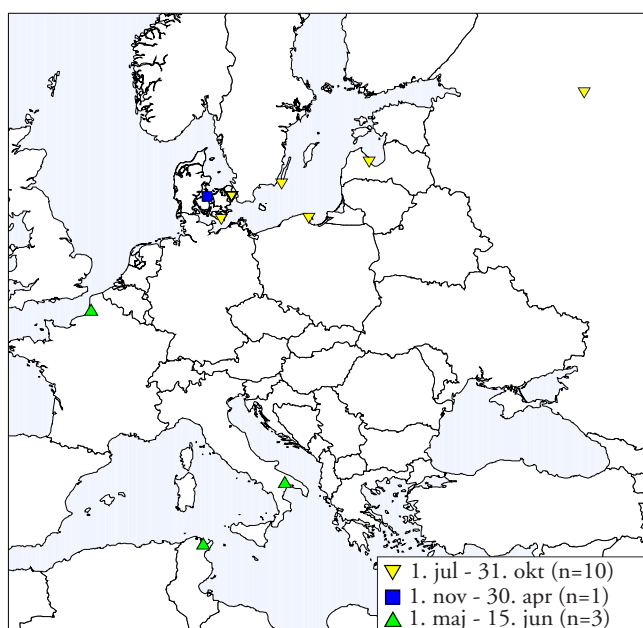 1. jul - 31. okt (n=10)
1. nov - 30. apr (n=1)
1. maj - 15. jun (n=3)